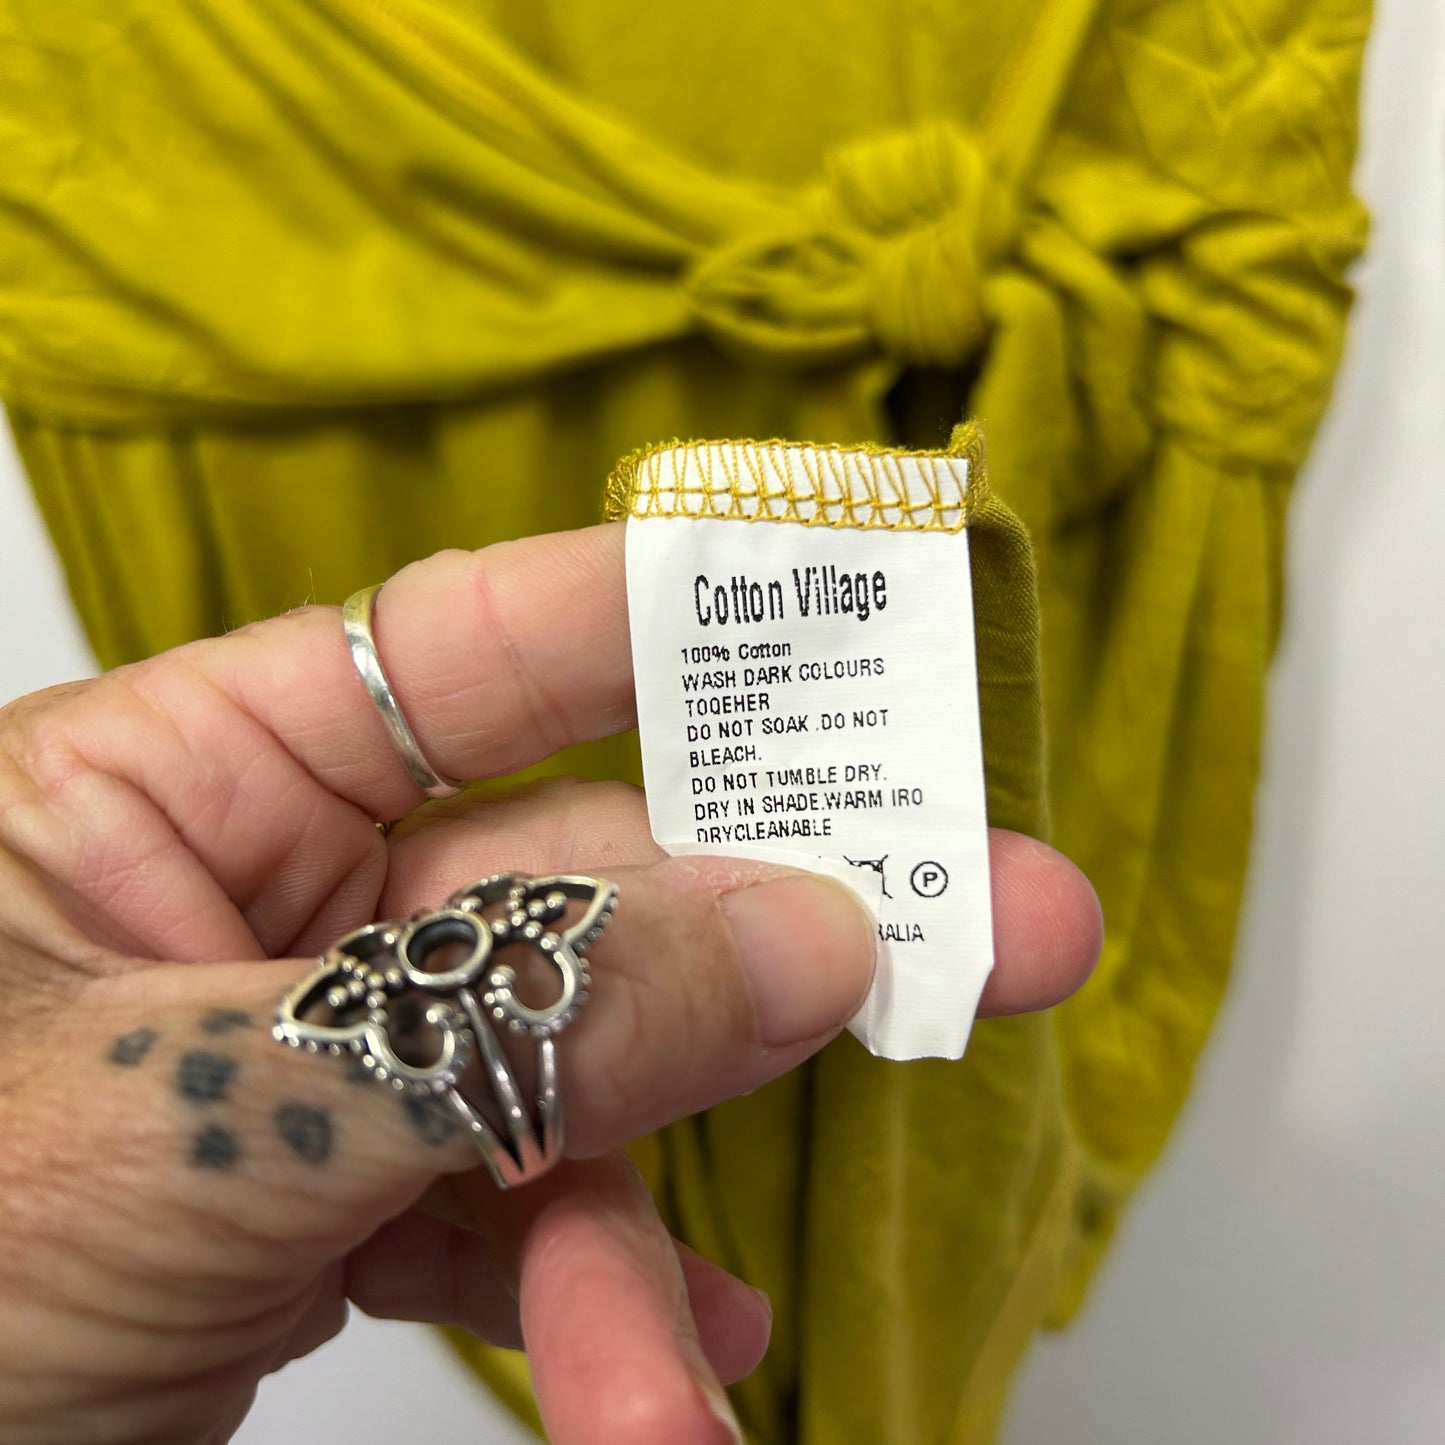 Cotton Village
100% Cotton
WASH DARK COLOURS
TOQEHER
DO NOT SOAK .DO NOT
BLEACH.
DO NOT TUMBLE DRY.
DRY IN SHADE.WARM IRO
DRYCLEANABLE
P
RALIA